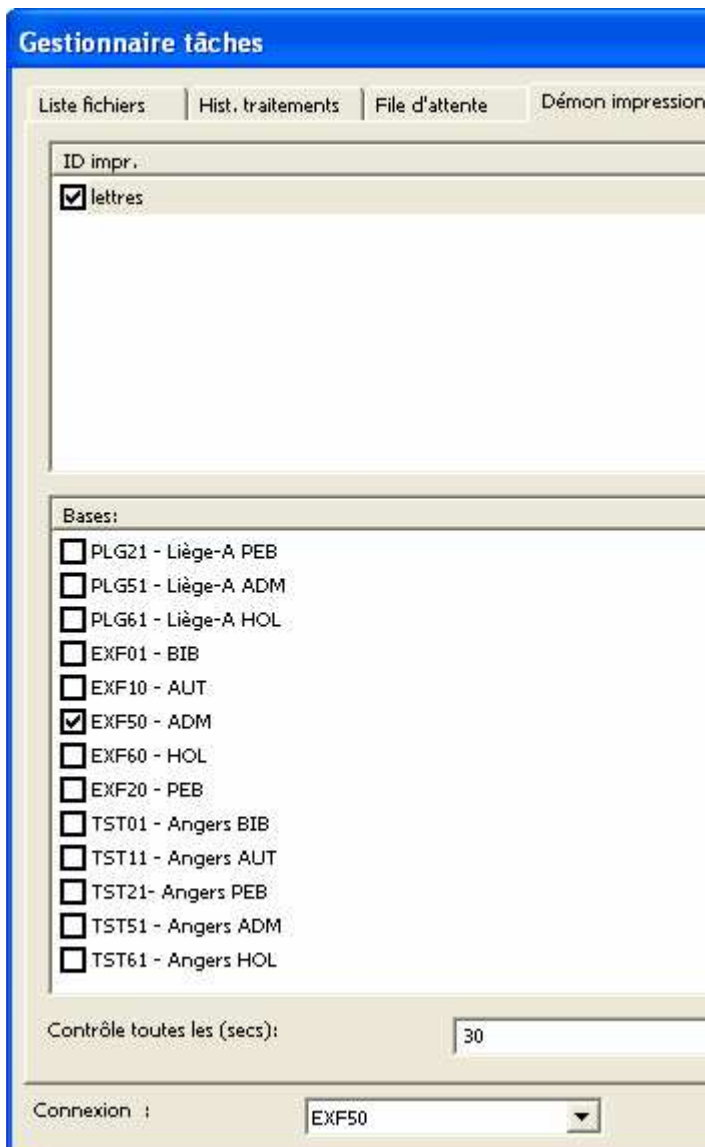 Gestionnaire tâches
Liste fichiers Hist. traitements File d'attente Démon impression
ID impr.
lettres
Bases:
PLG21 - Liège-A PEB
PLG51 - Liège-A ADM
PLG61 - Liège-A HOL
EXF01 - BIB
EXF10 - AUT
EXF50 - ADM
EXF60 - HOL
EXF20 - PEB
TST01 - Angers BIB
TST11 - Angers AUT
TST21- Angers PEB
TST51 - Angers ADM
TST61 - Angers HOL
Contrôle toutes les (secs): 30
Connexion : EXF50